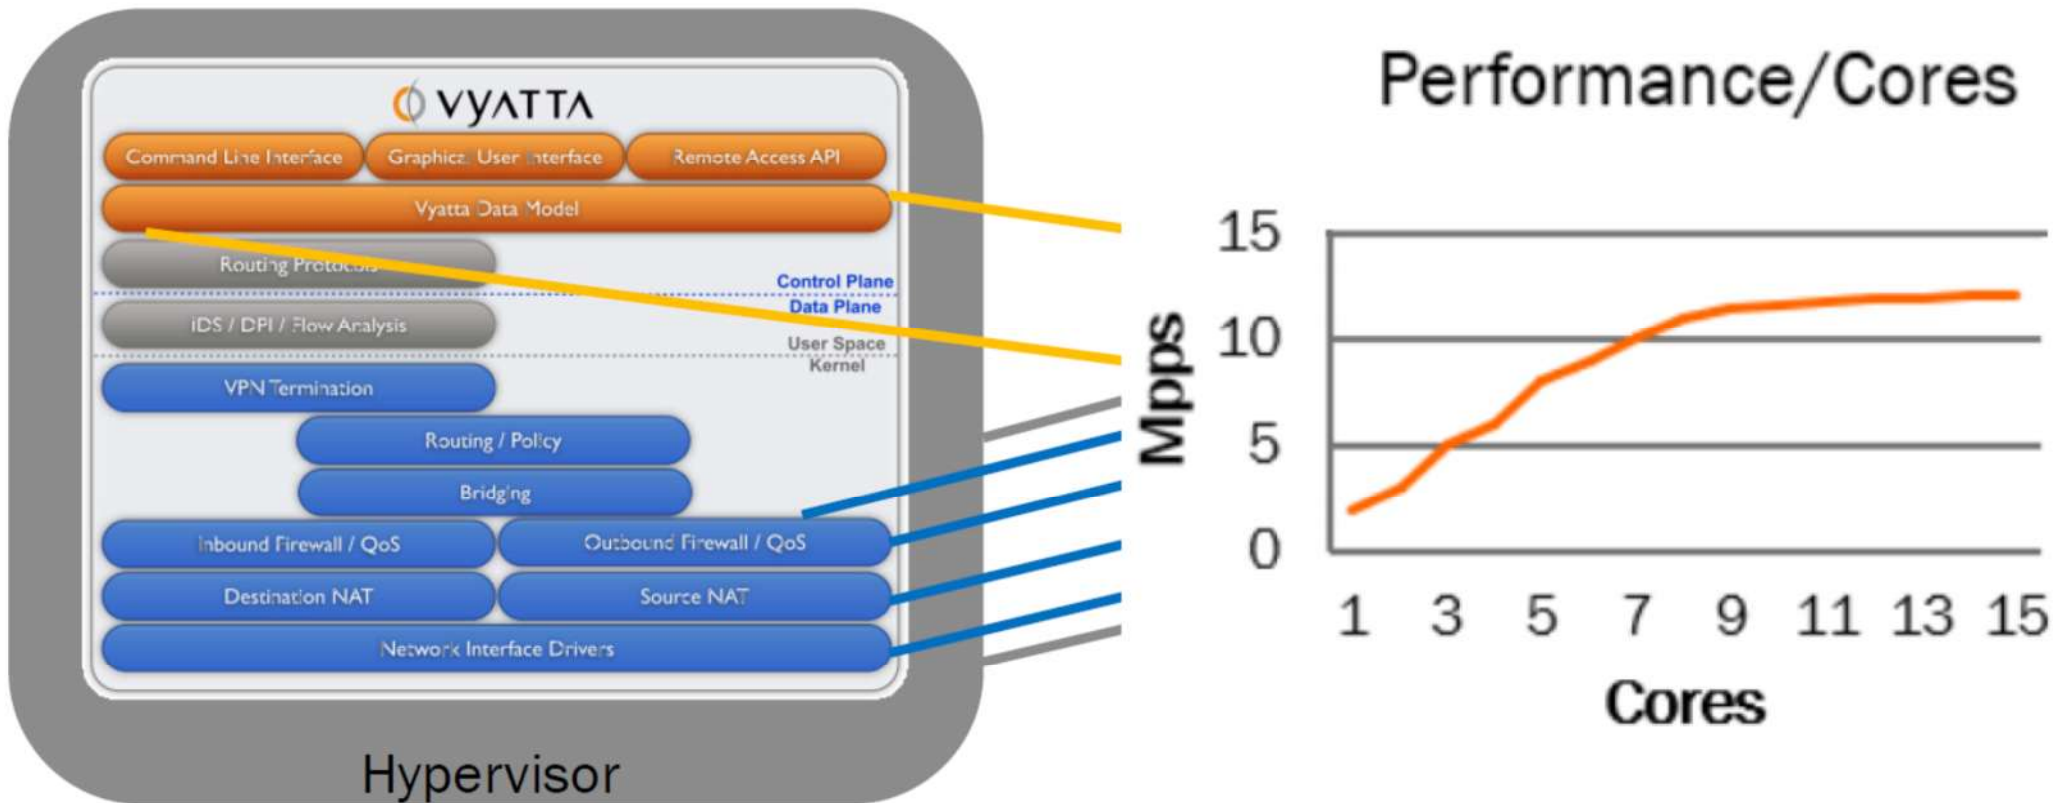 VYATTA
Command Line Interface
Graphical User Interface
Remote Access API
Vyatta Data Model
Routing Protocols
Control Plane
Data Plane
iDS / DPI / Flow Analysis
User Space
Kernel
VPN Termination
Routing / Policy
Bridging
Inbound Firewall / QoS
Outbound Firewall / QoS
Destination NAT
Source NAT
Network Interface Drivers
Hypervisor
Performance/Cores
Mpps
15
10
5
0
1 3 5 7 9 11 13 15
Cores